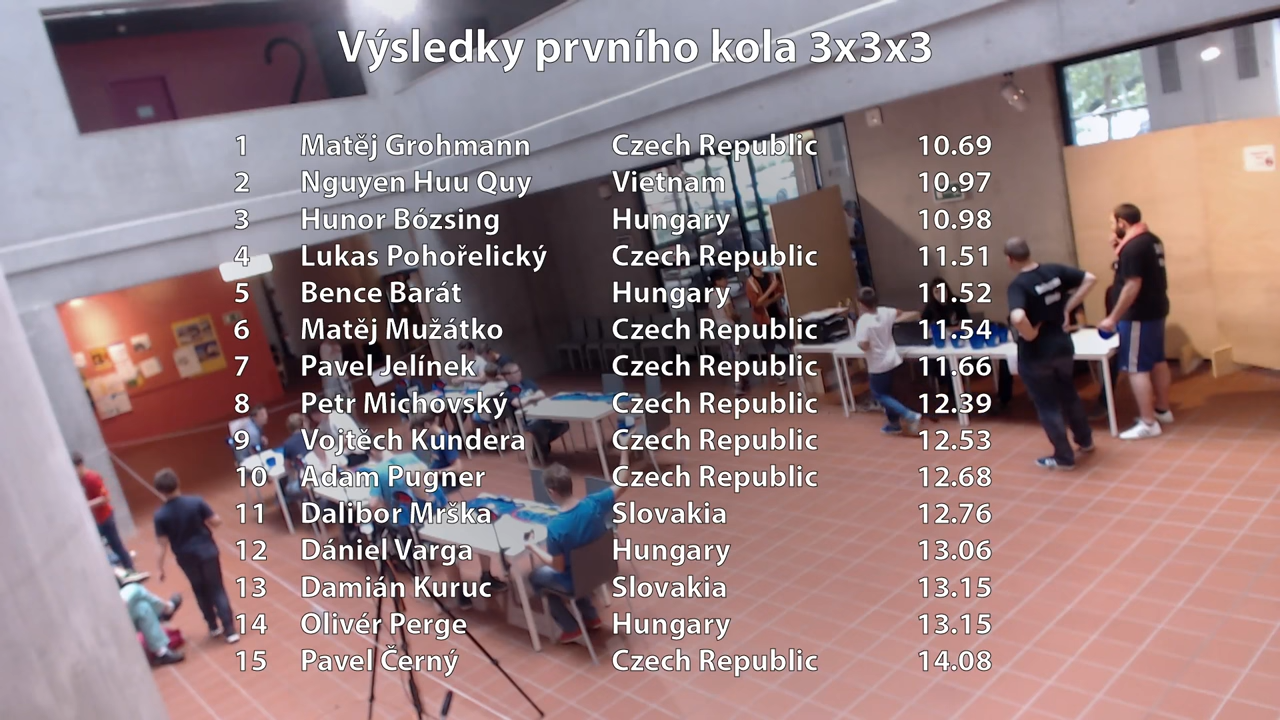 Výsledky prvního kola 3x3x3
1 Matěj Grohmann Czech Republic 10.69
2 Nguyen Huu Quy Vietnam 10.97
3 Hunor Bózsing Hungary 10.98
4 Lukas Pohořelický Czech Republic 11.51
5 Bence Barát Hungary 11.52
6 Matěj Mužátko Czech Republic 11.54
7 Pavel Jelínek Czech Republic 11.66
8 Petr Michovský Czech Republic 12.39
9 Vojtěch Kundera Czech Republic 12.53
10 Adam Pugner Czech Republic 12.68
11 Dalibor Mrška Slovakia 12.76
12 Dániel Varga Hungary 13.06
13 Damián Kuruc Slovakia 13.15
14 Olivér Perge Hungary 13.15
15 Pavel Černý Czech Republic 14.08